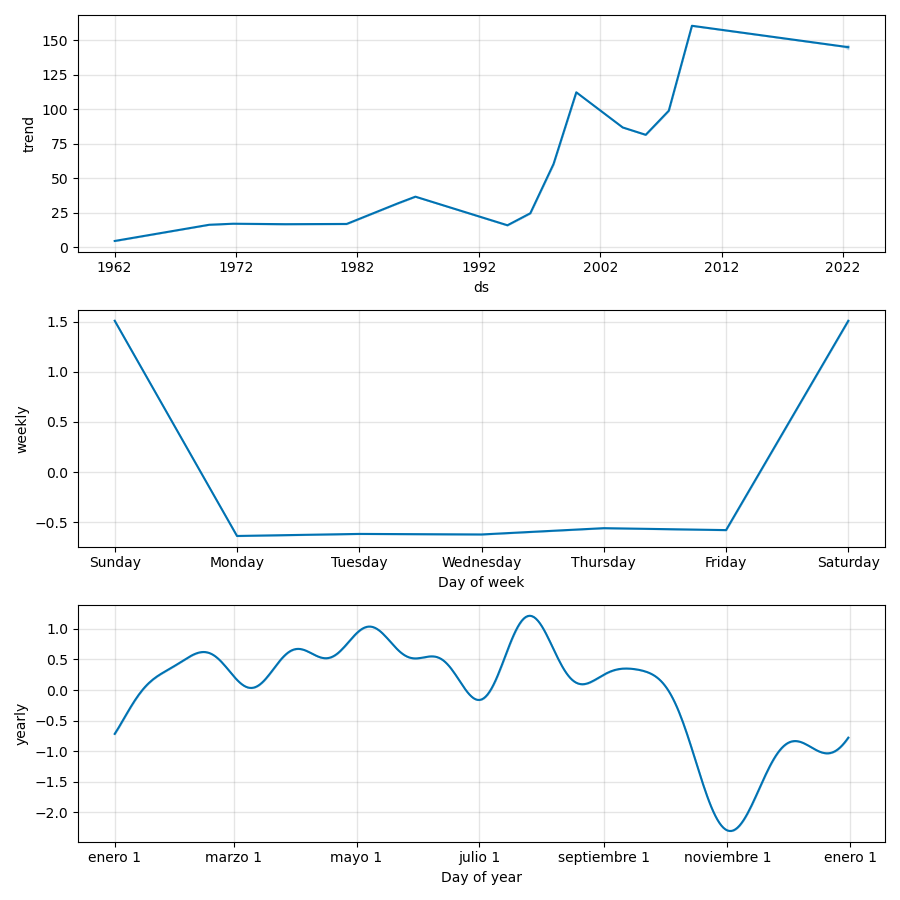 150
125
100
75
50
25
0
trend
1962 1972 1982 1992 2002 2012 2022
ds
1.5
1.0
0.5
0.0
−0.5
weekly
Sunday Monday Tuesday Wednesday Thursday Friday Saturday
Day of week
1.0
0.5
0.0
−0.5
−1.0
−1.5
−2.0
yearly
enero 1 marzo 1 mayo 1 julio 1 septiembre 1 noviembre 1 enero 1
Day of year